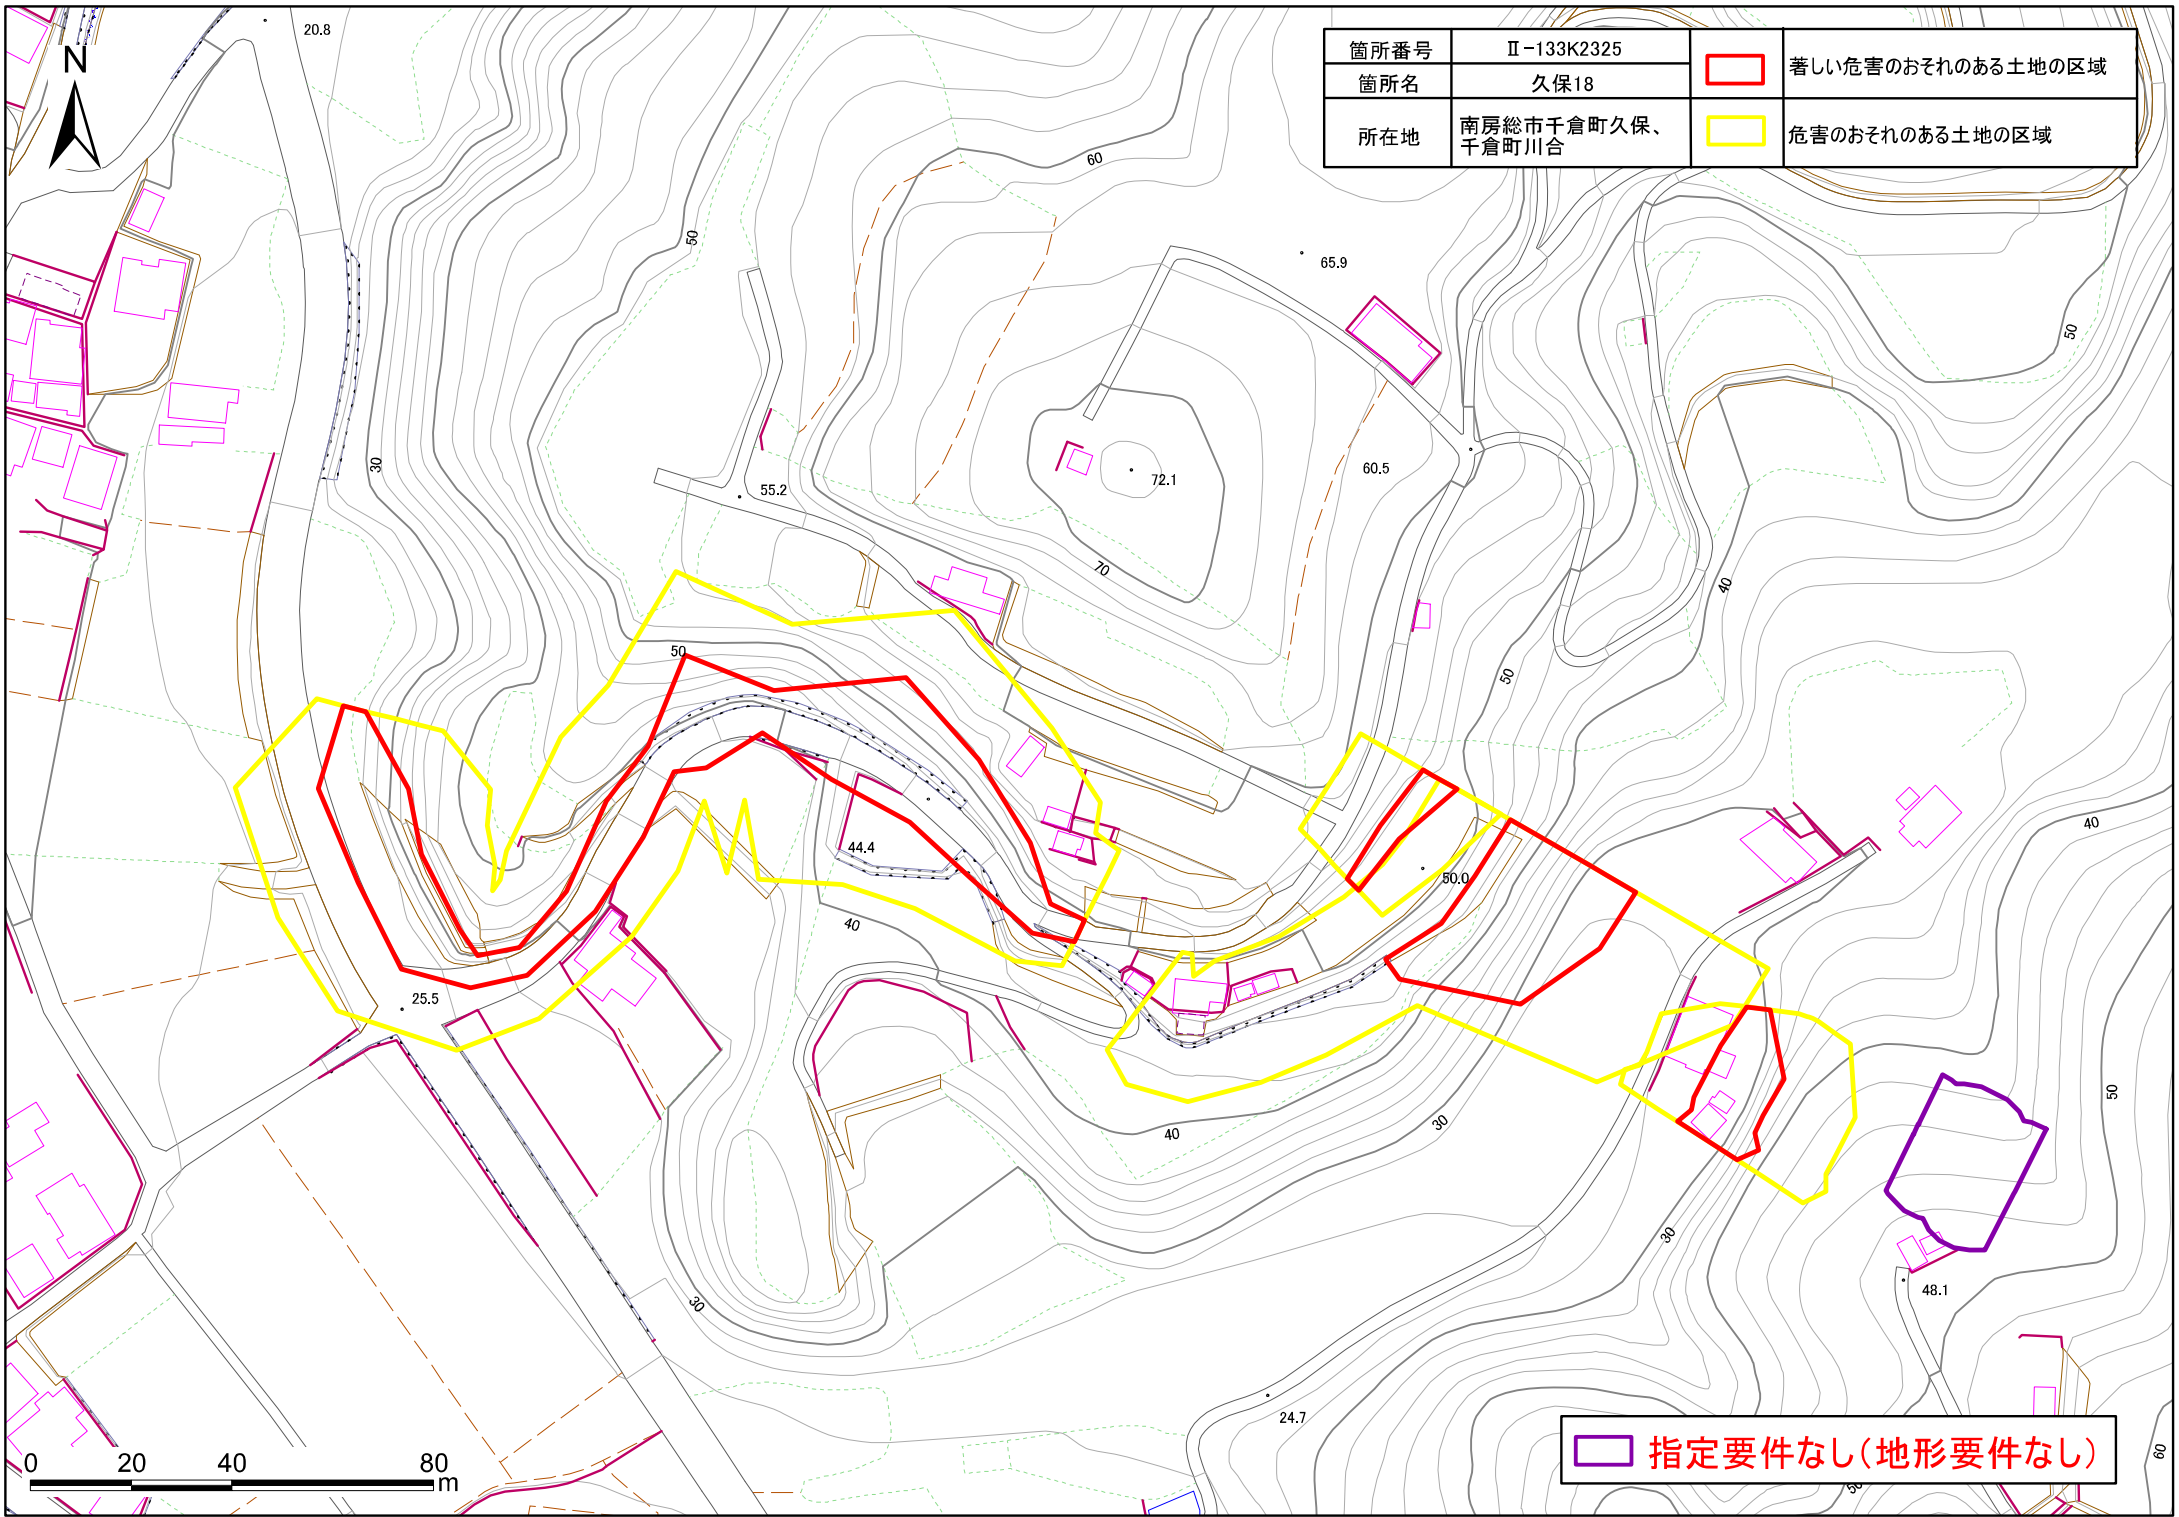 箇所番号 Ⅱ-133K2325
著しい危害のおそれのある土地の区域
箇所名 久保18
所在地 南房総市千倉町久保、
千倉町川合
危害のおそれのある土地の区域
N
20.8
60
50
65.9
50
30
55.2
72.1
60.5
70
40
50
50
44.4
50.0
40
40
25.5
40
30
50
30
48.1
30
24.7
指定要件なし(地形要件なし)
50
60
0 20 40 80
m